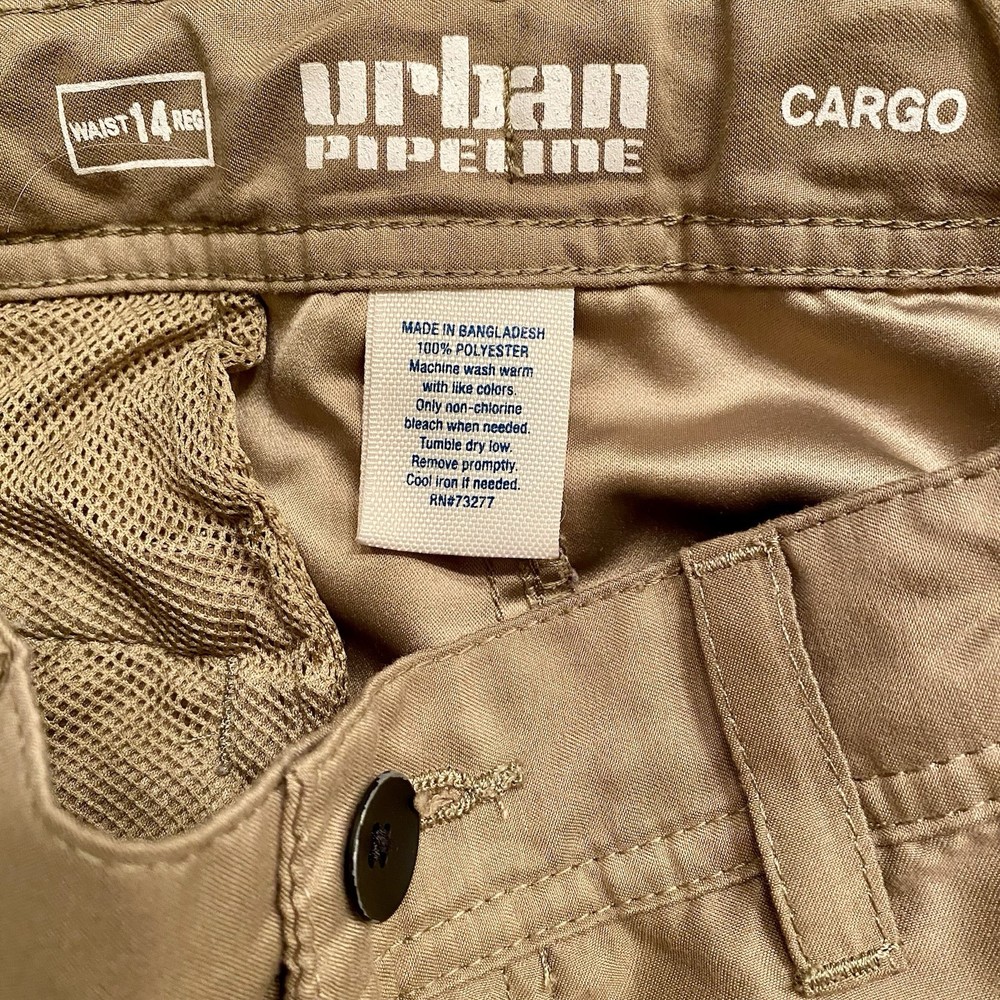 WAIST 14 REG
urban
PIPELINE
CARGO
MADE IN BANGLADESH
100% POLYESTER
Machine wash warm
with like colors.
Only non-chlorine
bleach when needed.
Tumble dry low.
Remove promptly.
Cool iron if needed.
RN#73277